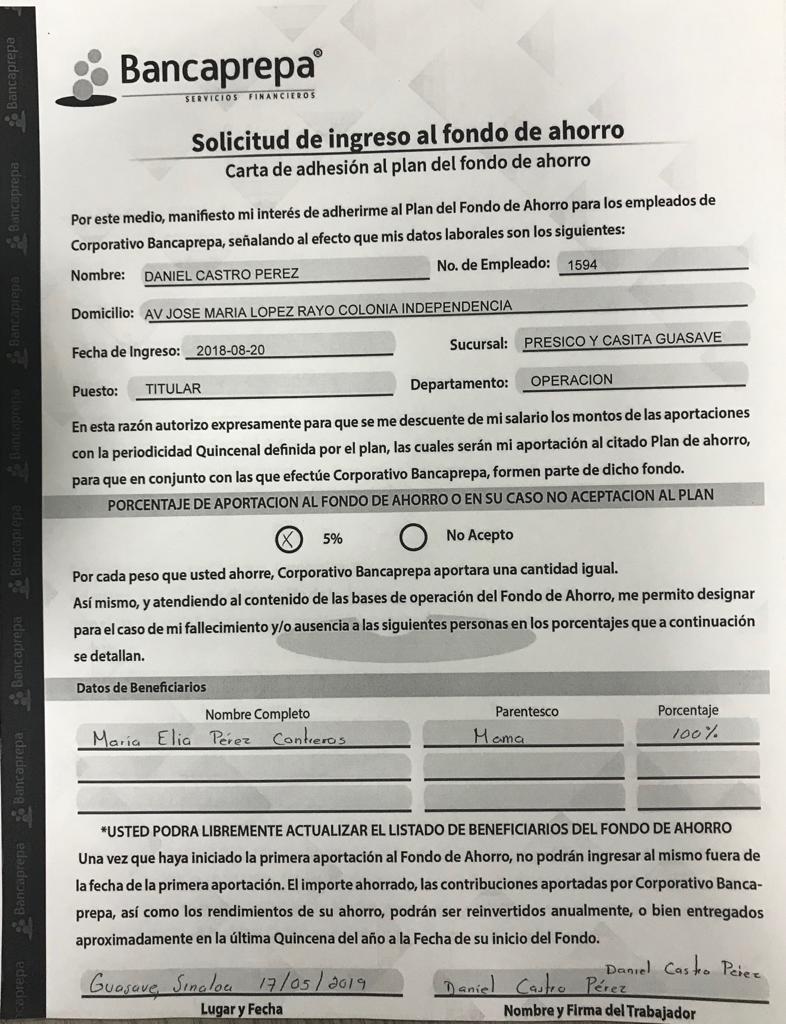 Bancaprepa®
SERVICIOS FINANCIEROS
Solicitud de ingreso al fondo de ahorro
Carta de adhesión al plan del fondo de ahorro
Por este medio, manifiesto mi interés de adherirme al Plan del Fondo de Ahorro para los empleados de
Corporativo Bancaprepa, señalando al efecto que mis datos laborales son los siguientes:
Nombre: DANIEL CASTRO PEREZ No. de Empleado: 1594
Domicilio: AV JOSE MARIA LOPEZ RAYO COLONIA INDEPENDENCIA
Fecha de Ingreso: 2018-08-20 Sucursal: PRESICO Y CASITA GUASAVE
Puesto: TITULAR Departamento: OPERACION
En esta razón autorizo expresamente para que se me descuente de mi salario los montos de las aportaciones
con la periodicidad Quincenal definida por el plan, las cuales serán mi aportación al citado Plan de ahorro,
para que en conjunto con las que efectúe Corporativo Bancaprepa, formen parte de dicho fondo.
PORCENTAJE DE APORTACION AL FONDO DE AHORRO O EN SU CASO NO ACEPTACION AL PLAN
X 5% No Acepto
Por cada peso que usted ahorre, Corporativo Bancaprepa aportara una cantidad igual.
Así mismo, y atendiendo al contenido de las bases de operación del Fondo de Ahorro, me permito designar
para el caso de mi fallecimiento y/o ausencia a las siguientes personas en los porcentajes que a continuación
se detallan.
Datos de Beneficiarios
Nombre Completo Parentesco Porcentaje
María Elia Pérez Contreras Mama 100%
*USTED PODRA LIBREMENTE ACTUALIZAR EL LISTADO DE BENEFICIARIOS DEL FONDO DE AHORRO
Una vez que haya iniciado la primera aportación al Fondo de Ahorro, no podrán ingresar al mismo fuera de
la fecha de la primera aportación. El importe ahorrado, las contribuciones aportadas por Corporativo Banca-
prepa, así como los rendimientos de su ahorro, podrán ser reinvertidos anualmente, o bien entregados
aproximadamente en la última Quincena del año a la Fecha de su inicio del Fondo.
Daniel Castro Pérez
Guasave, Sinaloa 17/05/2019 Daniel Castro Pérez
Lugar y Fecha Nombre y Firma del Trabajador
Bancaprepa
Bancaprepa
Bancaprepa
Bancaprepa
Bancaprepa
Bancaprepa
Bancaprepa
Bancaprepa
caprepa